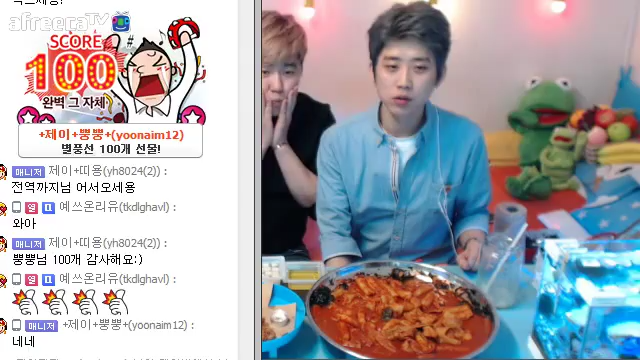 afreecaTV
SCORE
100
완벽 그 자체
+제이+뿡뿡+(yoonaim12)
별풍선 100개 선물!
매니저 제이+띠용(yh8024(2)) :
전역까지님 어서오세용
열 II 예쓰온리유(tkdlghavl) :
와아
매니저 제이+띠용(yh8024(2)) :
뿡뿡님 100개 감사해요:)
열 II 예쓰온리유(tkdlghavl) :
매니저 +제이+뿡뿡+(yoonaim12) :
네네